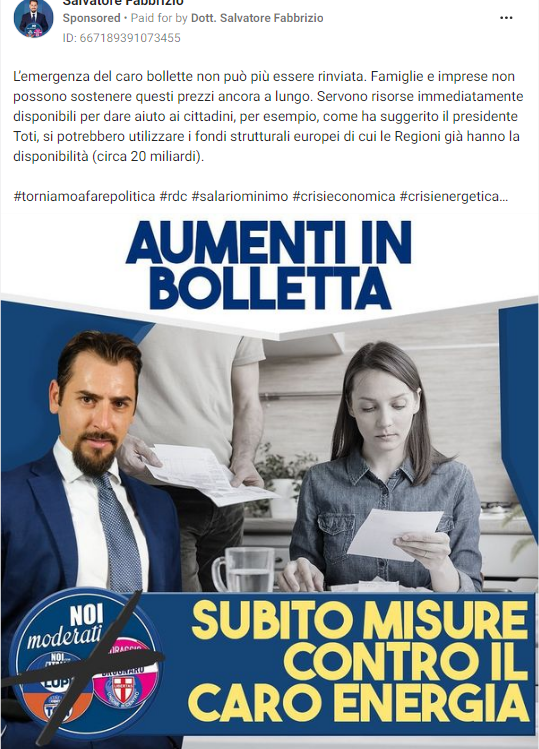 Salvatore Fabbrizio
Sponsored • Paid for by Dott. Salvatore Fabbrizio
ID: 667189391073455
L'emergenza del caro bollette non può più essere rinviata. Famiglie e imprese non
possono sostenere questi prezzi ancora a lungo. Servono risorse immediatamente
disponibili per dare aiuto ai cittadini, per esempio, come ha suggerito il presidente
Toti, si potrebbero utilizzare i fondi strutturali europei di cui le Regioni già hanno la
disponibilità (circa 20 miliardi).
#torniamoafarepolitica #rdc #salariominimo #crisieconomica #crisienergetica...
AUMENTI IN
BOLLETTA
NOI
moderati
NOI
LUPI
TOTI
BRUGNARO
SUBITO MISURE
CONTRO IL
CARO ENERGIA